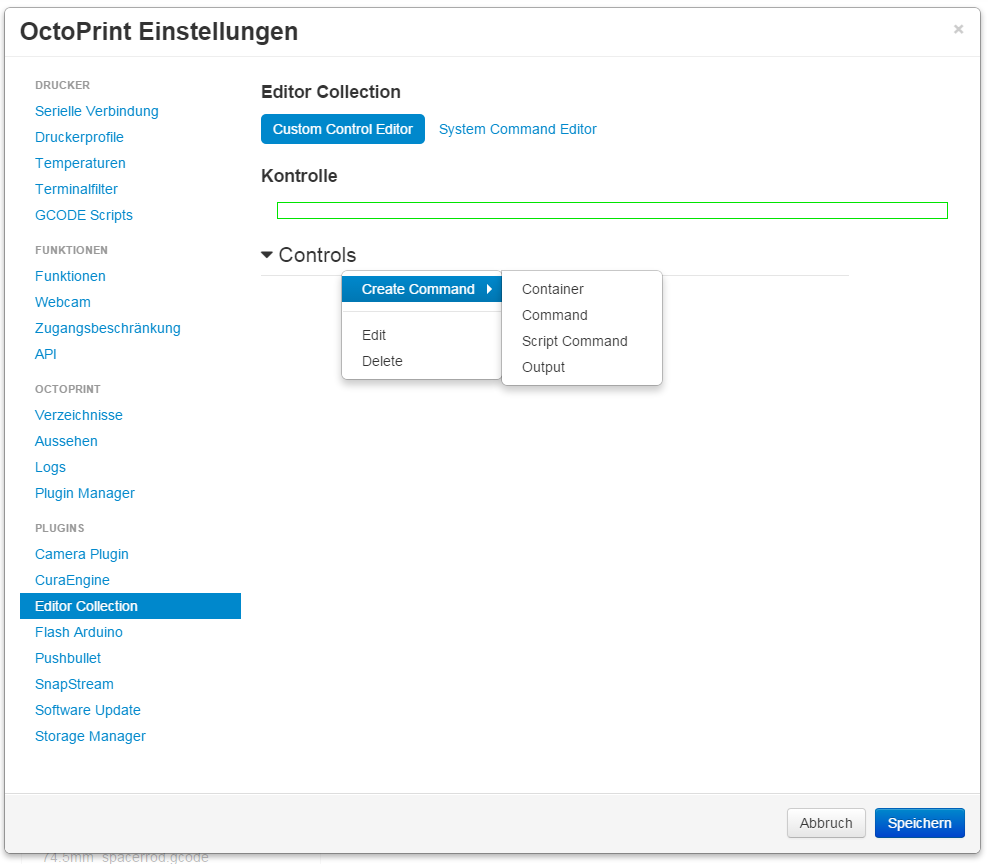 OctoPrint Einstellungen
×
DRUCKER
Serielle Verbindung
Druckerprofile
Temperaturen
Terminalfilter
GCODE Scripts
FUNKTIONEN
Funktionen
Webcam
Zugangsbeschränkung
API
OCTOPRINT
Verzeichnisse
Aussehen
Logs
Plugin Manager
PLUGINS
Camera Plugin
CuraEngine
Editor Collection
Flash Arduino
Pushbullet
SnapStream
Software Update
Storage Manager
Editor Collection
Custom Control Editor System Command Editor
Kontrolle
Controls
Create Command
Edit
Delete
Container
Command
Script Command
Output
Abbruch Speichern
74.5mm_spacerrod.gcode